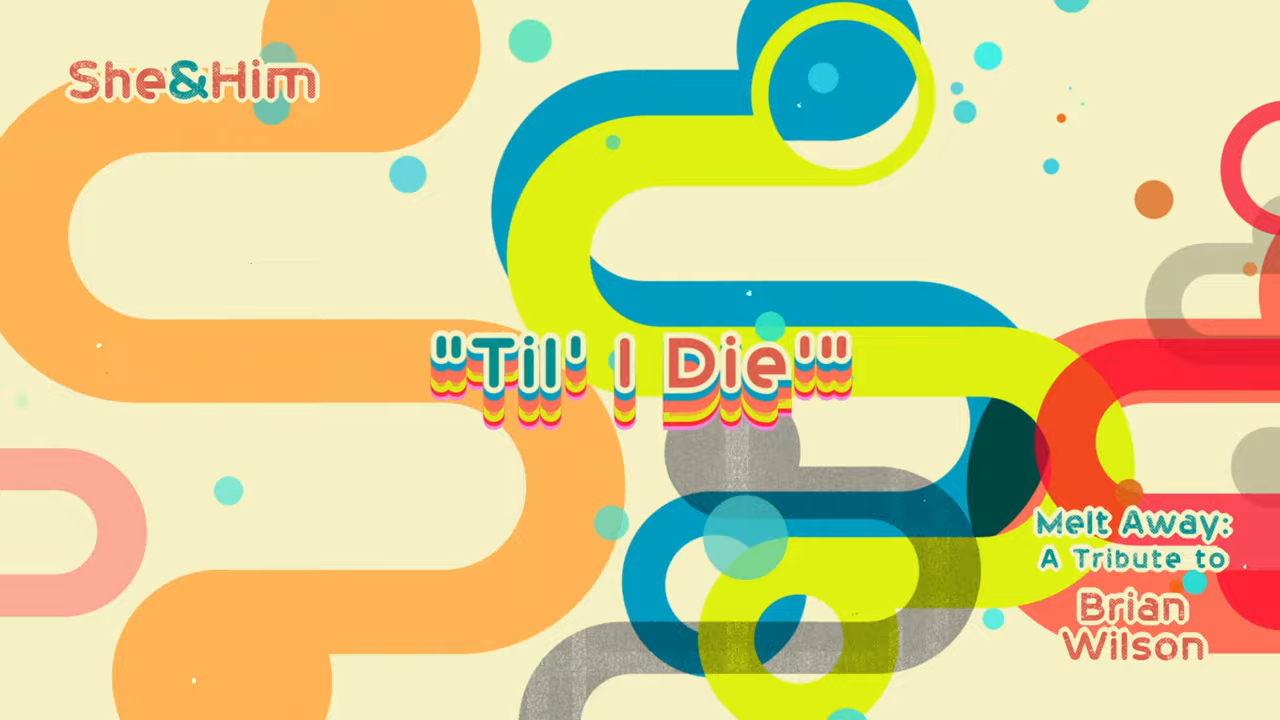 She&Him
"Til' I Die'"
Melt Away:
A Tribute to
Brian
Wilson